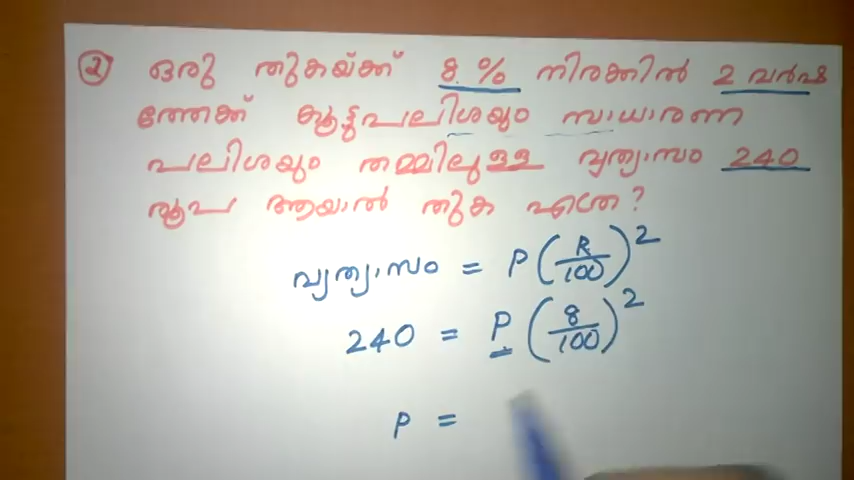 ② ഒരു തുകയ്ക്ക് 8 % നിരക്കിൽ 2 വർഷ
ത്തേക്ക് കൂട്ടുപലിശയും സാധാരണ
പലിശയും തമ്മിലുള്ള വ്യത്യാസം 240
രൂപ ആയാൽ തുക എത്ര?
വ്യത്യാസം = P(R/100)²
240 = P(8/100)²
P =